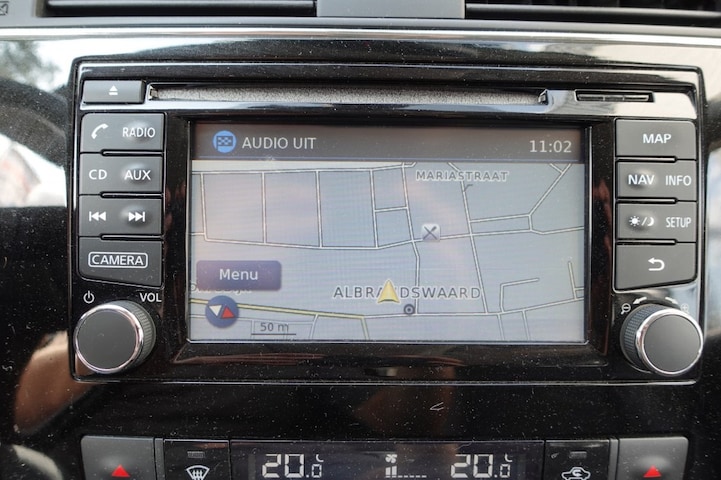 RADIO
CD AUX
CAMERA
VOL
AUDIO UIT 11:02
MARIASTRAAT
Menu
ALBRANDSWAARD
50 m
MAP
NAV INFO
SETUP
20.0 20.0